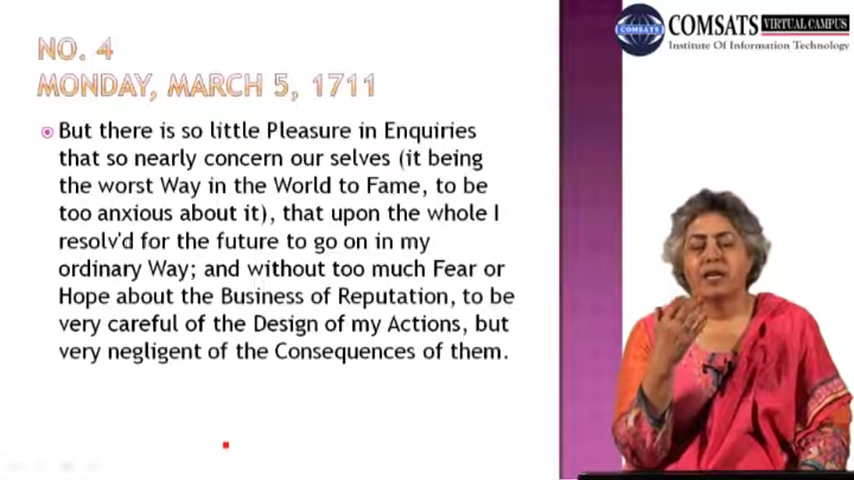 NO. 4
MONDAY, MARCH 5, 1711
But there is so little Pleasure in Enquiries
that so nearly concern our selves (it being
the worst Way in the World to Fame, to be
too anxious about it), that upon the whole I
resolv'd for the future to go on in my
ordinary Way; and without too much Fear or
Hope about the Business of Reputation, to be
very careful of the Design of my Actions, but
very negligent of the Consequences of them.
COMSATS
COMSATS VIRTUAL CAMPUS
Institute Of Information Technology